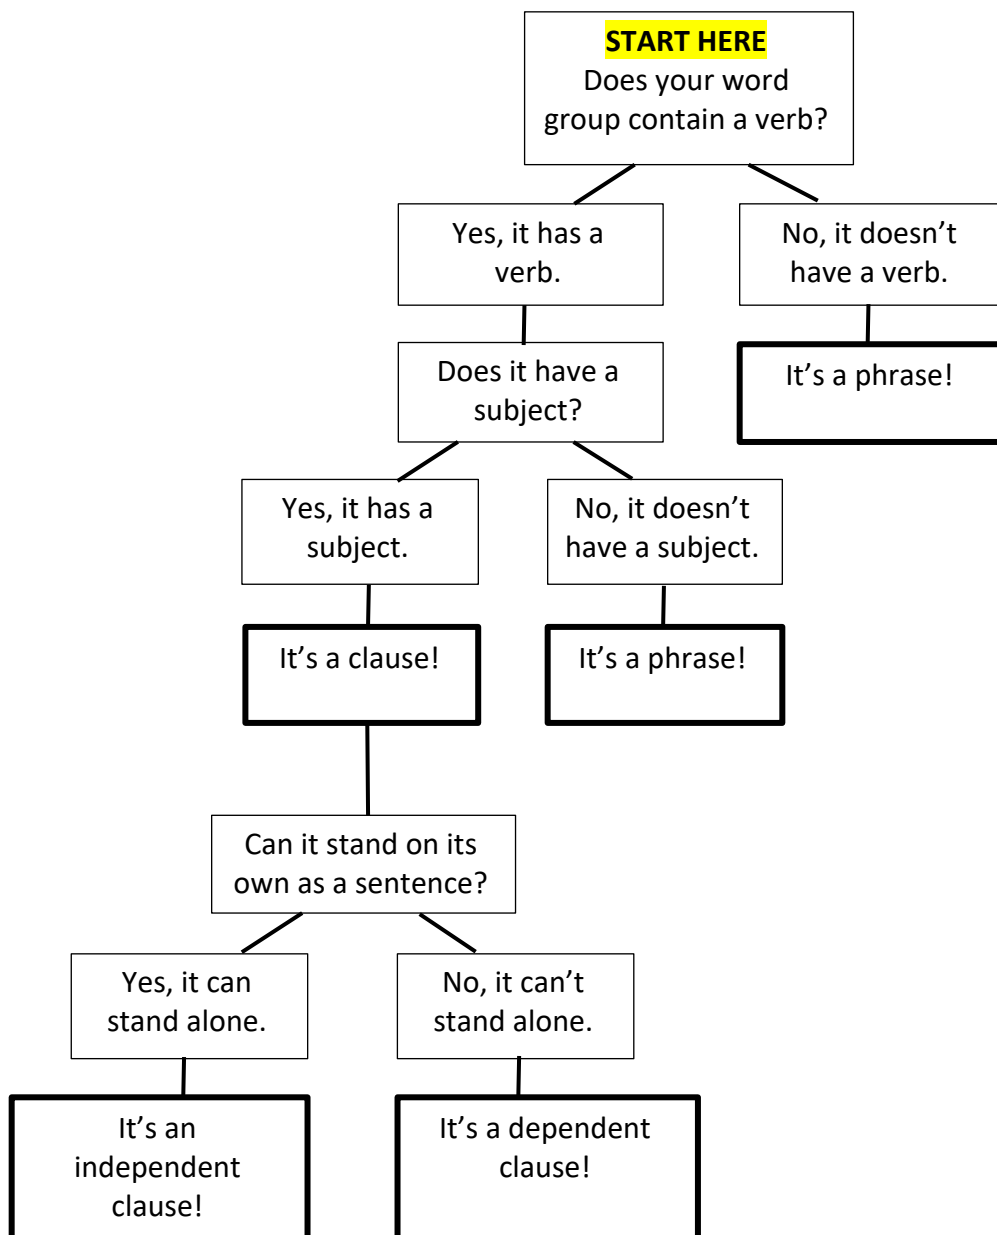 START HERE
Does your word
group contain a verb?
Yes, it has a
verb.
No, it doesn’t
have a verb.
Does it have a
subject?
It’s a phrase!
Yes, it has a
subject.
No, it doesn’t
have a subject.
It’s a clause!
It’s a phrase!
Can it stand on its
own as a sentence?
Yes, it can
stand alone.
No, it can’t
stand alone.
It’s an
independent
clause!
It’s a dependent
clause!